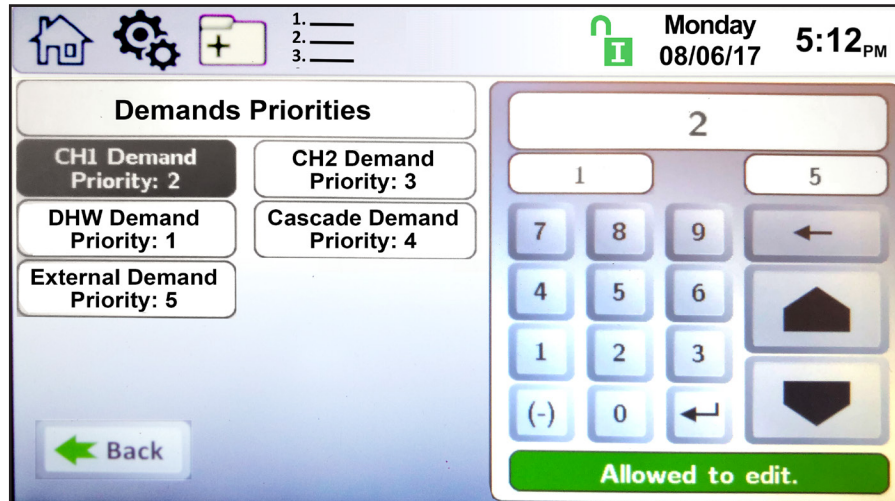 1.
2.
3.
I
Monday
08/06/17
5:12PM
Demands Priorities
CH1 Demand
Priority: 2
CH2 Demand
Priority: 3
DHW Demand
Priority: 1
Cascade Demand
Priority: 4
External Demand
Priority: 5
Back
2
1 5
7 8 9
4 5 6
1 2 3
(-) 0
Allowed to edit.